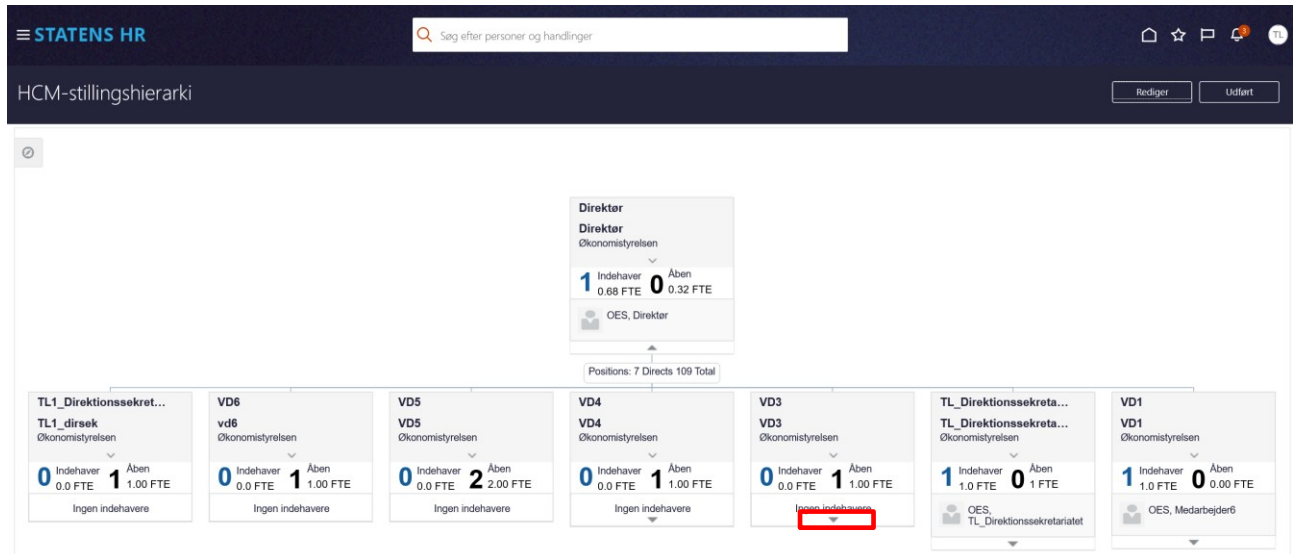 STATENS HR
Søg efter personer og handlinger
3
TL
HCM-stillingshierarki
Rediger
Udført
Direktør
Direktør
Økonomistyrelsen
1 Indehaver 0 Åben
0.68 FTE 0.32 FTE
OES, Direktør
Positions: 7 Directs 109 Total
TL1_Direktionssekret...
TL1_dirsek
Økonomistyrelsen
0 Indehaver 1 Åben
0.0 FTE 1.00 FTE
Ingen indehavere
VD6
vd6
Økonomistyrelsen
0 Indehaver 1 Åben
0.0 FTE 1.00 FTE
Ingen indehavere
VD5
VD5
Økonomistyrelsen
0 Indehaver 2 Åben
0.0 FTE 2.00 FTE
Ingen indehavere
VD4
VD4
Økonomistyrelsen
0 Indehaver 1 Åben
0.0 FTE 1.00 FTE
Ingen indehavere
VD3
VD3
Økonomistyrelsen
0 Indehaver 1 Åben
0.0 FTE 1.00 FTE
Ingen indehavere
TL_Direktionssekreta...
TL_Direktionssekreta...
Økonomistyrelsen
1 Indehaver 0 Åben
1.0 FTE 1 FTE
OES,
TL_Direktionssekretariatet
VD1
VD1
Økonomistyrelsen
1 Indehaver 0 Åben
1.0 FTE 0.00 FTE
OES, Medarbejder6